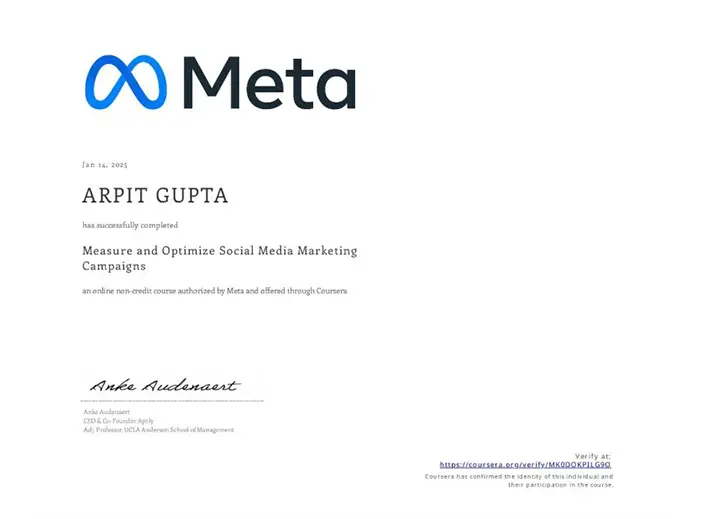 Meta
Jan 14, 2025
ARPIT GUPTA
has successfully completed
Measure and Optimize Social Media Marketing
Campaigns
an online non-credit course authorized by Meta and offered through Coursera
Anke Audenaert
Anke Audenaert
CEO & Co-Founder Aptly
Adj. Professor, UCLA Anderson School of Management
Verify at:
https://coursera.org/verify/MK0DOKPILG9O
Coursera has confirmed the identity of this individual and
their participation in the course.